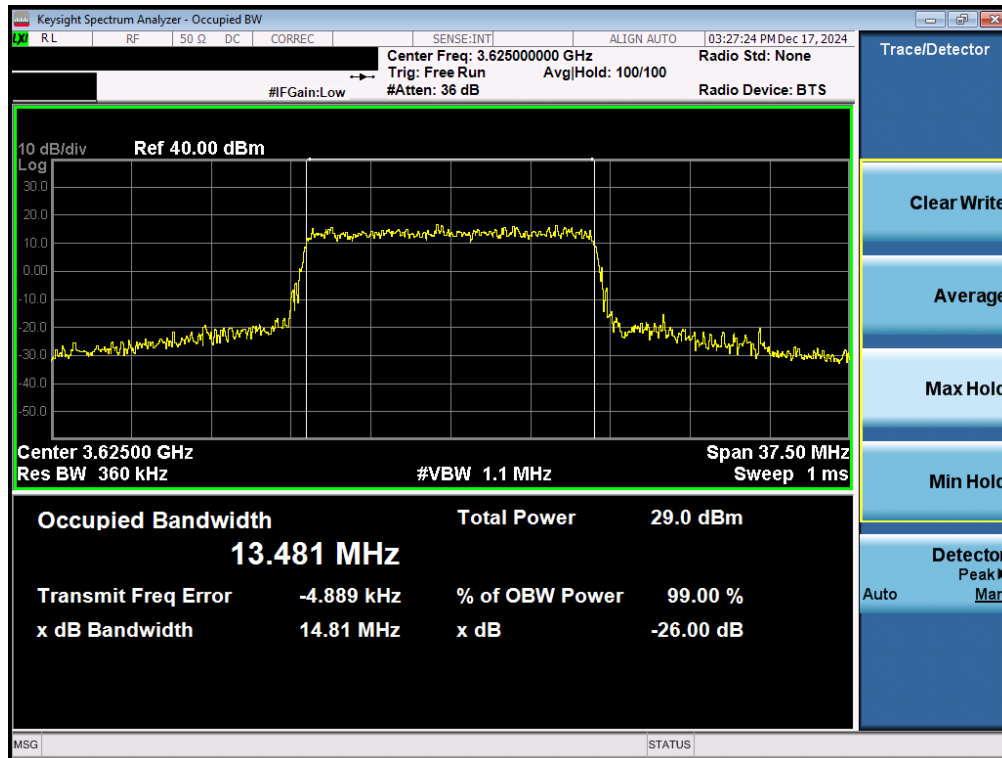 Keysight Spectrum Analyzer - Occupied BW
LXI RL RF 50 Ω DC CORREC SENSE:INT ALIGN AUTO 03:27:24 PM Dec 17, 2024
Center Freq: 3.625000000 GHz Radio Std: None
Trig: Free Run Avg|Hold: 100/100
#IFGain:Low #Atten: 36 dB Radio Device: BTS
Trace/Detector
10 dB/div Ref 40.00 dBm
Log
30.0
20.0
10.0
0.00
-10.0
-20.0
-30.0
-40.0
-50.0
Center 3.62500 GHz Span 37.50 MHz
Res BW 360 kHz #VBW 1.1 MHz Sweep 1 ms
Occupied Bandwidth Total Power 29.0 dBm
13.481 MHz
Transmit Freq Error -4.889 kHz % of OBW Power 99.00 %
x dB Bandwidth 14.81 MHz x dB -26.00 dB
Clear Write
Average
Max Hold
Min Hold
Detector
Peak
Auto Man
MSG STATUS